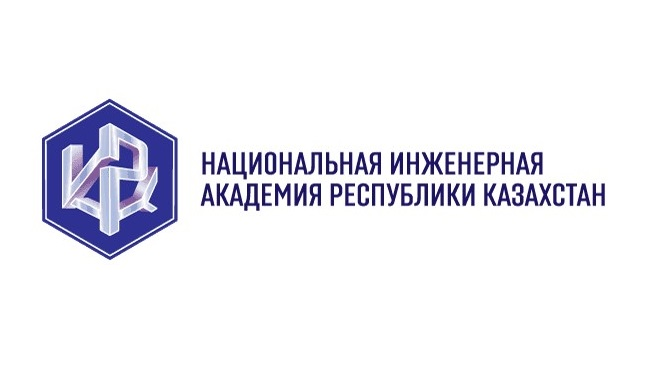 НАЦИОНАЛЬНАЯ ИНЖЕНЕРНАЯ
АКАДЕМИЯ РЕСПУБЛИКИ КАЗАХСТАН